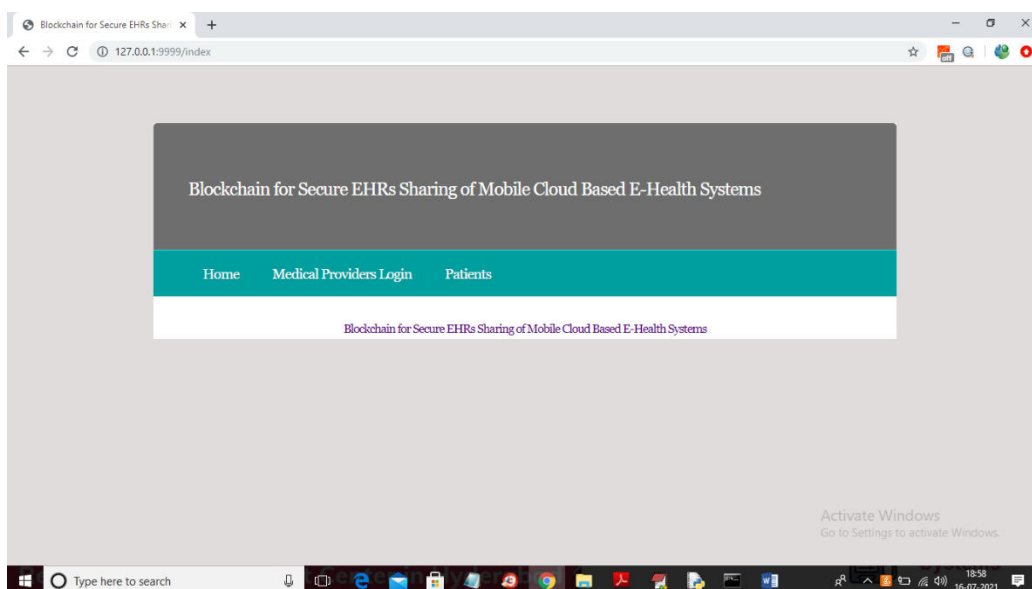 Blockchain for Secure EHRs Shari
127.0.0.1:9999/index
off
Blockchain for Secure EHRs Sharing of Mobile Cloud Based E-Health Systems
Home Medical Providers Login Patients
Blockchain for Secure EHRs Sharing of Mobile Cloud Based E-Health Systems
Activate Windows
Go to Settings to activate Windows.
Type here to search
18:58
16-07-2021